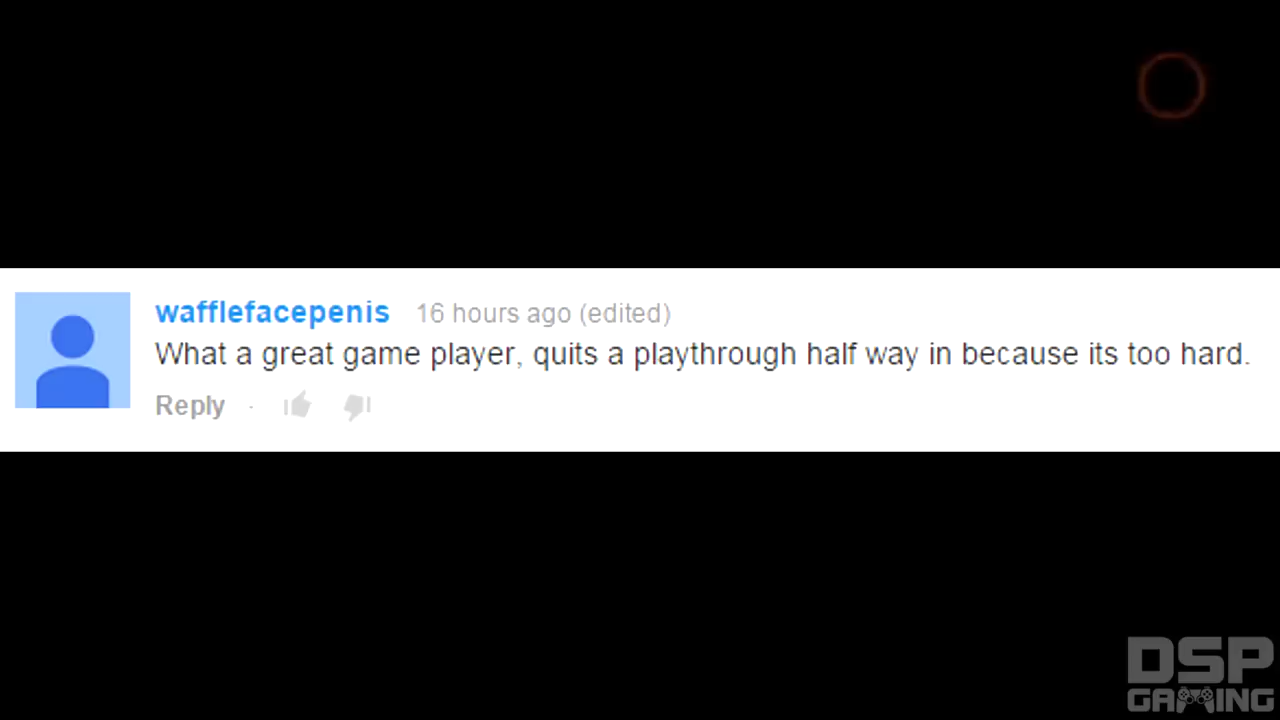 wafflefacepenis 16 hours ago (edited)
What a great game player, quits a playthrough half way in because its too hard.
Reply ·
DSP
GAMING